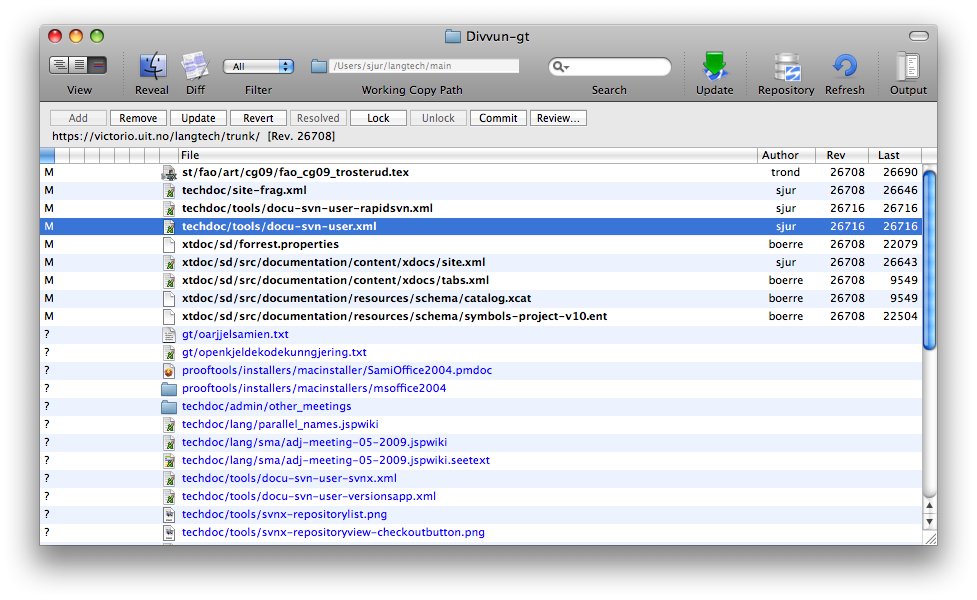 Divvun-gt
All
/Users/sjur/langtech/main
View Reveal Diff Filter Working Copy Path Search Update Repository Refresh Output
Add Remove Update Revert Resolved Lock Unlock Commit Review...
https://victorio.uit.no/langtech/trunk/ [Rev. 26708]
File Author Rev Last
M st/fao/art/cg09/fao_cg09_trosterud.tex trond 26708 26690
M techdoc/site-frag.xml sjur 26708 26646
M techdoc/tools/docu-svn-user-rapidsvn.xml sjur 26716 26716
M techdoc/tools/docu-svn-user.xml sjur 26716 26716
M xtdoc/sd/forrest.properties boerre 26708 22079
M xtdoc/sd/src/documentation/content/xdocs/site.xml sjur 26708 26643
M xtdoc/sd/src/documentation/content/xdocs/tabs.xml boerre 26708 9549
M xtdoc/sd/src/documentation/resources/schema/catalog.xcat boerre 26708 9549
M xtdoc/sd/src/documentation/resources/schema/symbols-project-v10.ent boerre 26708 22504
? gt/oarjjelsamien.txt
? gt/openkjeldekodekunngjering.txt
? prooftools/installers/macinstaller/SamiOffice2004.pmdoc
? prooftools/installers/macinstallers/msoffice2004
? techdoc/admin/other_meetings
? techdoc/lang/parallel_names.jspwiki
? techdoc/lang/sma/adj-meeting-05-2009.jspwiki
? techdoc/lang/sma/adj-meeting-05-2009.jspwiki.seetext
? techdoc/tools/docu-svn-user-svnx.xml
? techdoc/tools/docu-svn-user-versionsapp.xml
? techdoc/tools/svnx-repositorylist.png
? techdoc/tools/svnx-repositoryview-checkoutbutton.png